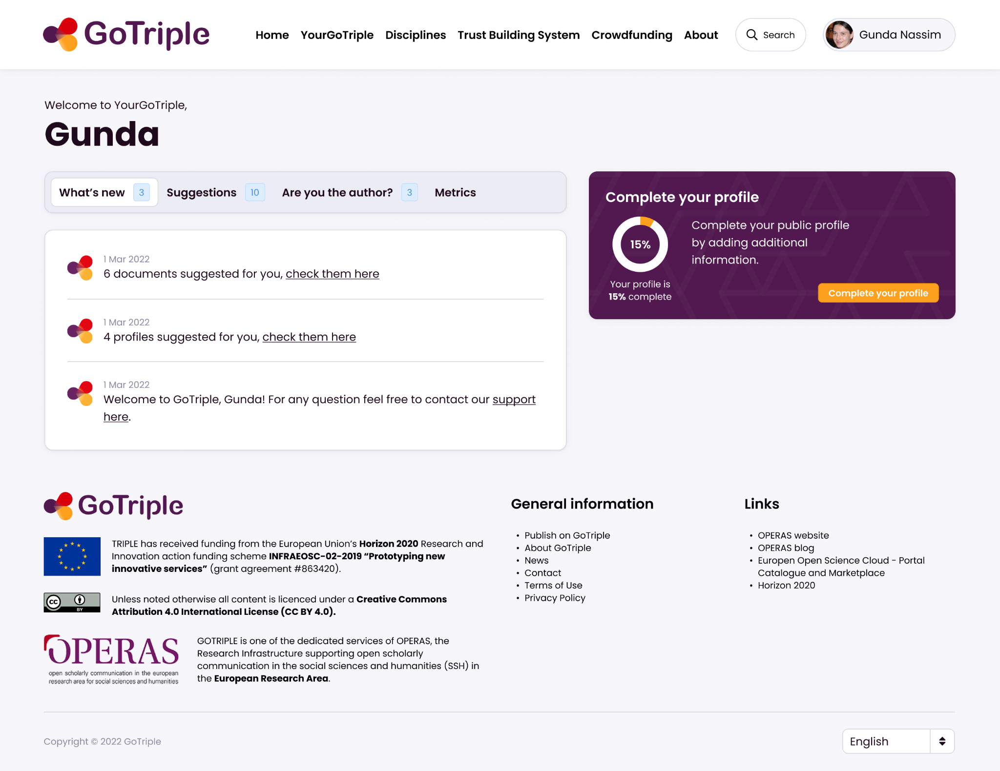 GoTriple
Home YourGoTriple Disciplines Trust Building System Crowdfunding About
Search
Gunda Nassim
Welcome to YourGoTriple,
Gunda
What’s new 3 Suggestions 10 Are you the author? 3 Metrics
1 Mar 2022
6 documents suggested for you, check them here
1 Mar 2022
4 profiles suggested for you, check them here
1 Mar 2022
Welcome to GoTriple, Gunda! For any question feel free to contact our support
here.
Complete your profile
15%
Your profile is
15% complete
Complete your public profile
by adding additional
information.
Complete your profile
GoTriple
TRIPLE has received funding from the European Union’s Horizon 2020 Research and
Innovation action funding scheme INFRAEOSC-02-2019 “Prototyping new
innovative services” (grant agreement #863420).
cc
BY
Unless noted otherwise all content is licenced under a Creative Commons
Attribution 4.0 International License (CC BY 4.0).
OPERAS
open scholarly communication in the european
research area for social sciences and humanities
GOTRIPLE is one of the dedicated services of OPERAS, the
Research Infrastructure supporting open scholarly
communication in the social sciences and humanities (SSH) in
the European Research Area.
General information
• Publish on GoTriple
• About GoTriple
• News
• Contact
• Terms of Use
• Privacy Policy
Links
• OPERAS website
• OPERAS blog
• Europen Open Science Cloud - Portal
Catalogue and Marketplace
• Horizon 2020
Copyright © 2022 GoTriple
English